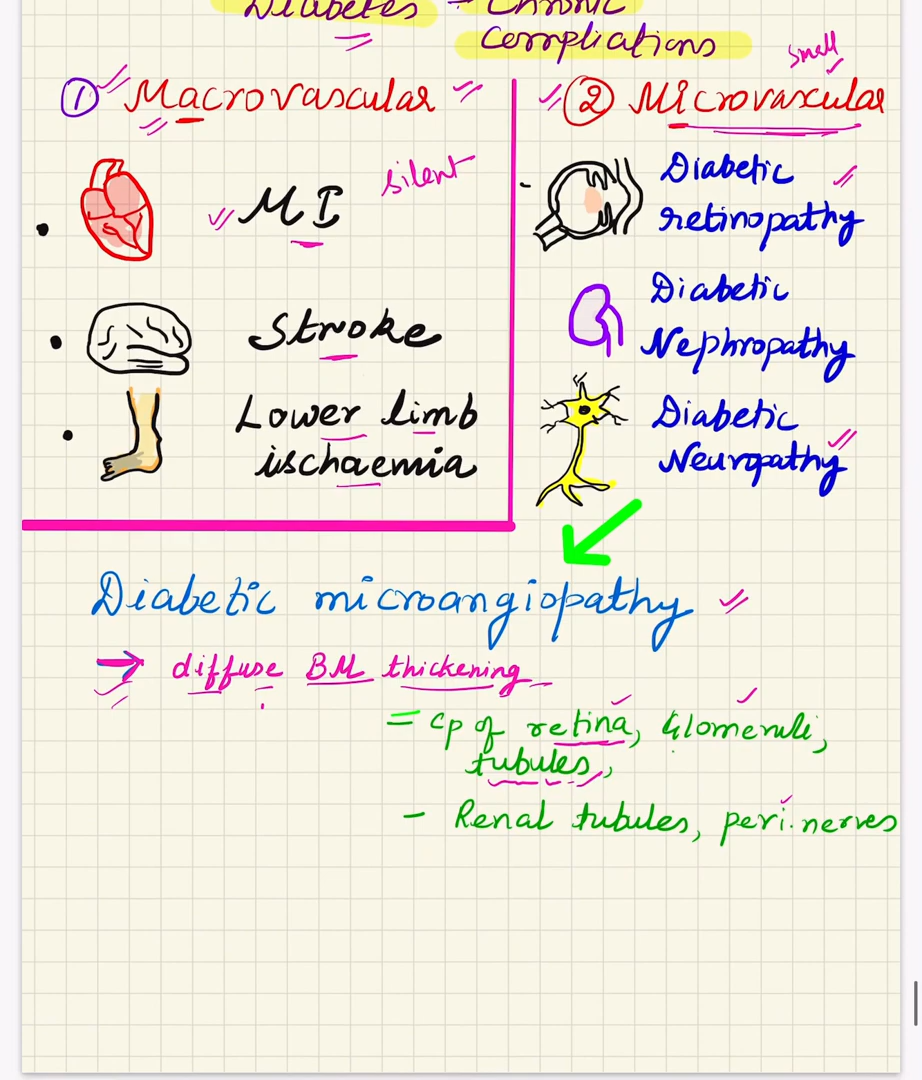 Diabetes - Chronic
Complications
① Macrovascular
MI silent
Stroke
Lower limb
ischaemia
small
② Microvascular
Diabetic
retinopathy
Diabetic
Nephropathy
Diabetic
Neuropathy
Diabetic microangiopathy
→ diffuse BM thickening
= cp of retina, Glomeruli,
tubules,
- Renal tubules, peri.nerves